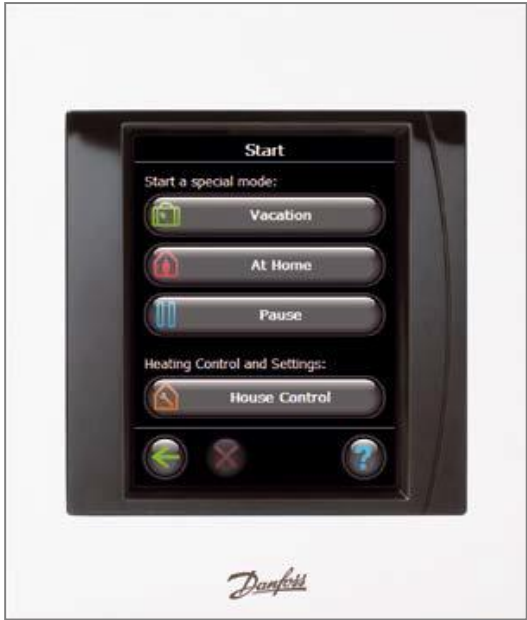 Start
Start a special mode:
Vacation
At Home
Pause
Heating Control and Settings:
House Control
?
Danfoss